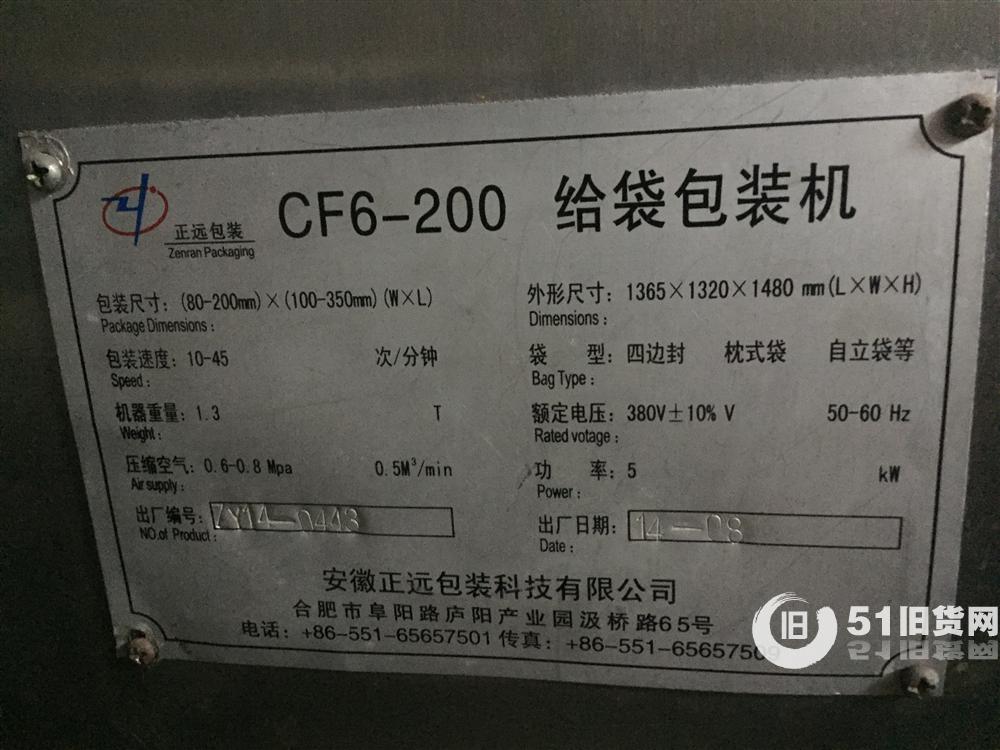 正远包装
Zenran Packaging
CF6-200 给袋包装机
包装尺寸: (80-200mm)×(100-350mm)(W×L)
Package Dimensions:
包装速度: 10-45 次/分钟
Speed:
机器重量: 1.3 T
Weight:
压缩空气: 0.6-0.8 Mpa 0.5M³/min
Air supply:
出厂编号: ZY14-0443
NO.of Product:
外形尺寸: 1365×1320×1480 mm(L×W×H)
Dimensions:
袋 型: 四边封 枕式袋 自立袋等
Bag Type:
额定电压: 380V±10% V 50-60 Hz
Rated votage:
功 率: 5 kW
Power:
出厂日期: 14-08
Date:
安徽正远包装科技有限公司
合肥市阜阳路庐阳产业园汲桥路65号
电话: +86-551-65657501 传真: +86-551-65657509
旧 51旧货网